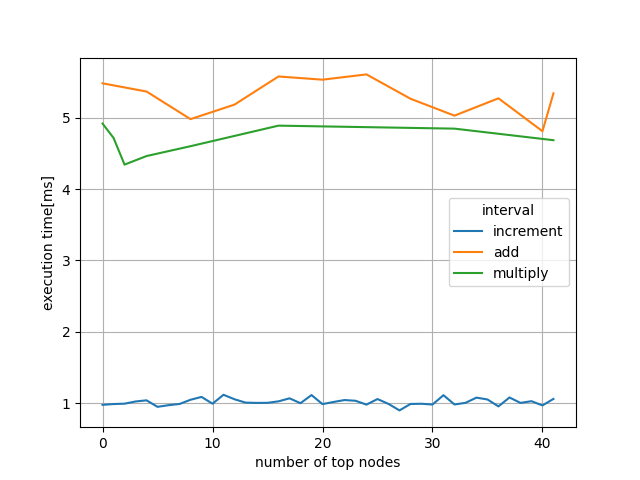 5
4
3
2
1
execution time[ms]
interval
increment
add
multiply
0 10 20 30 40
number of top nodes